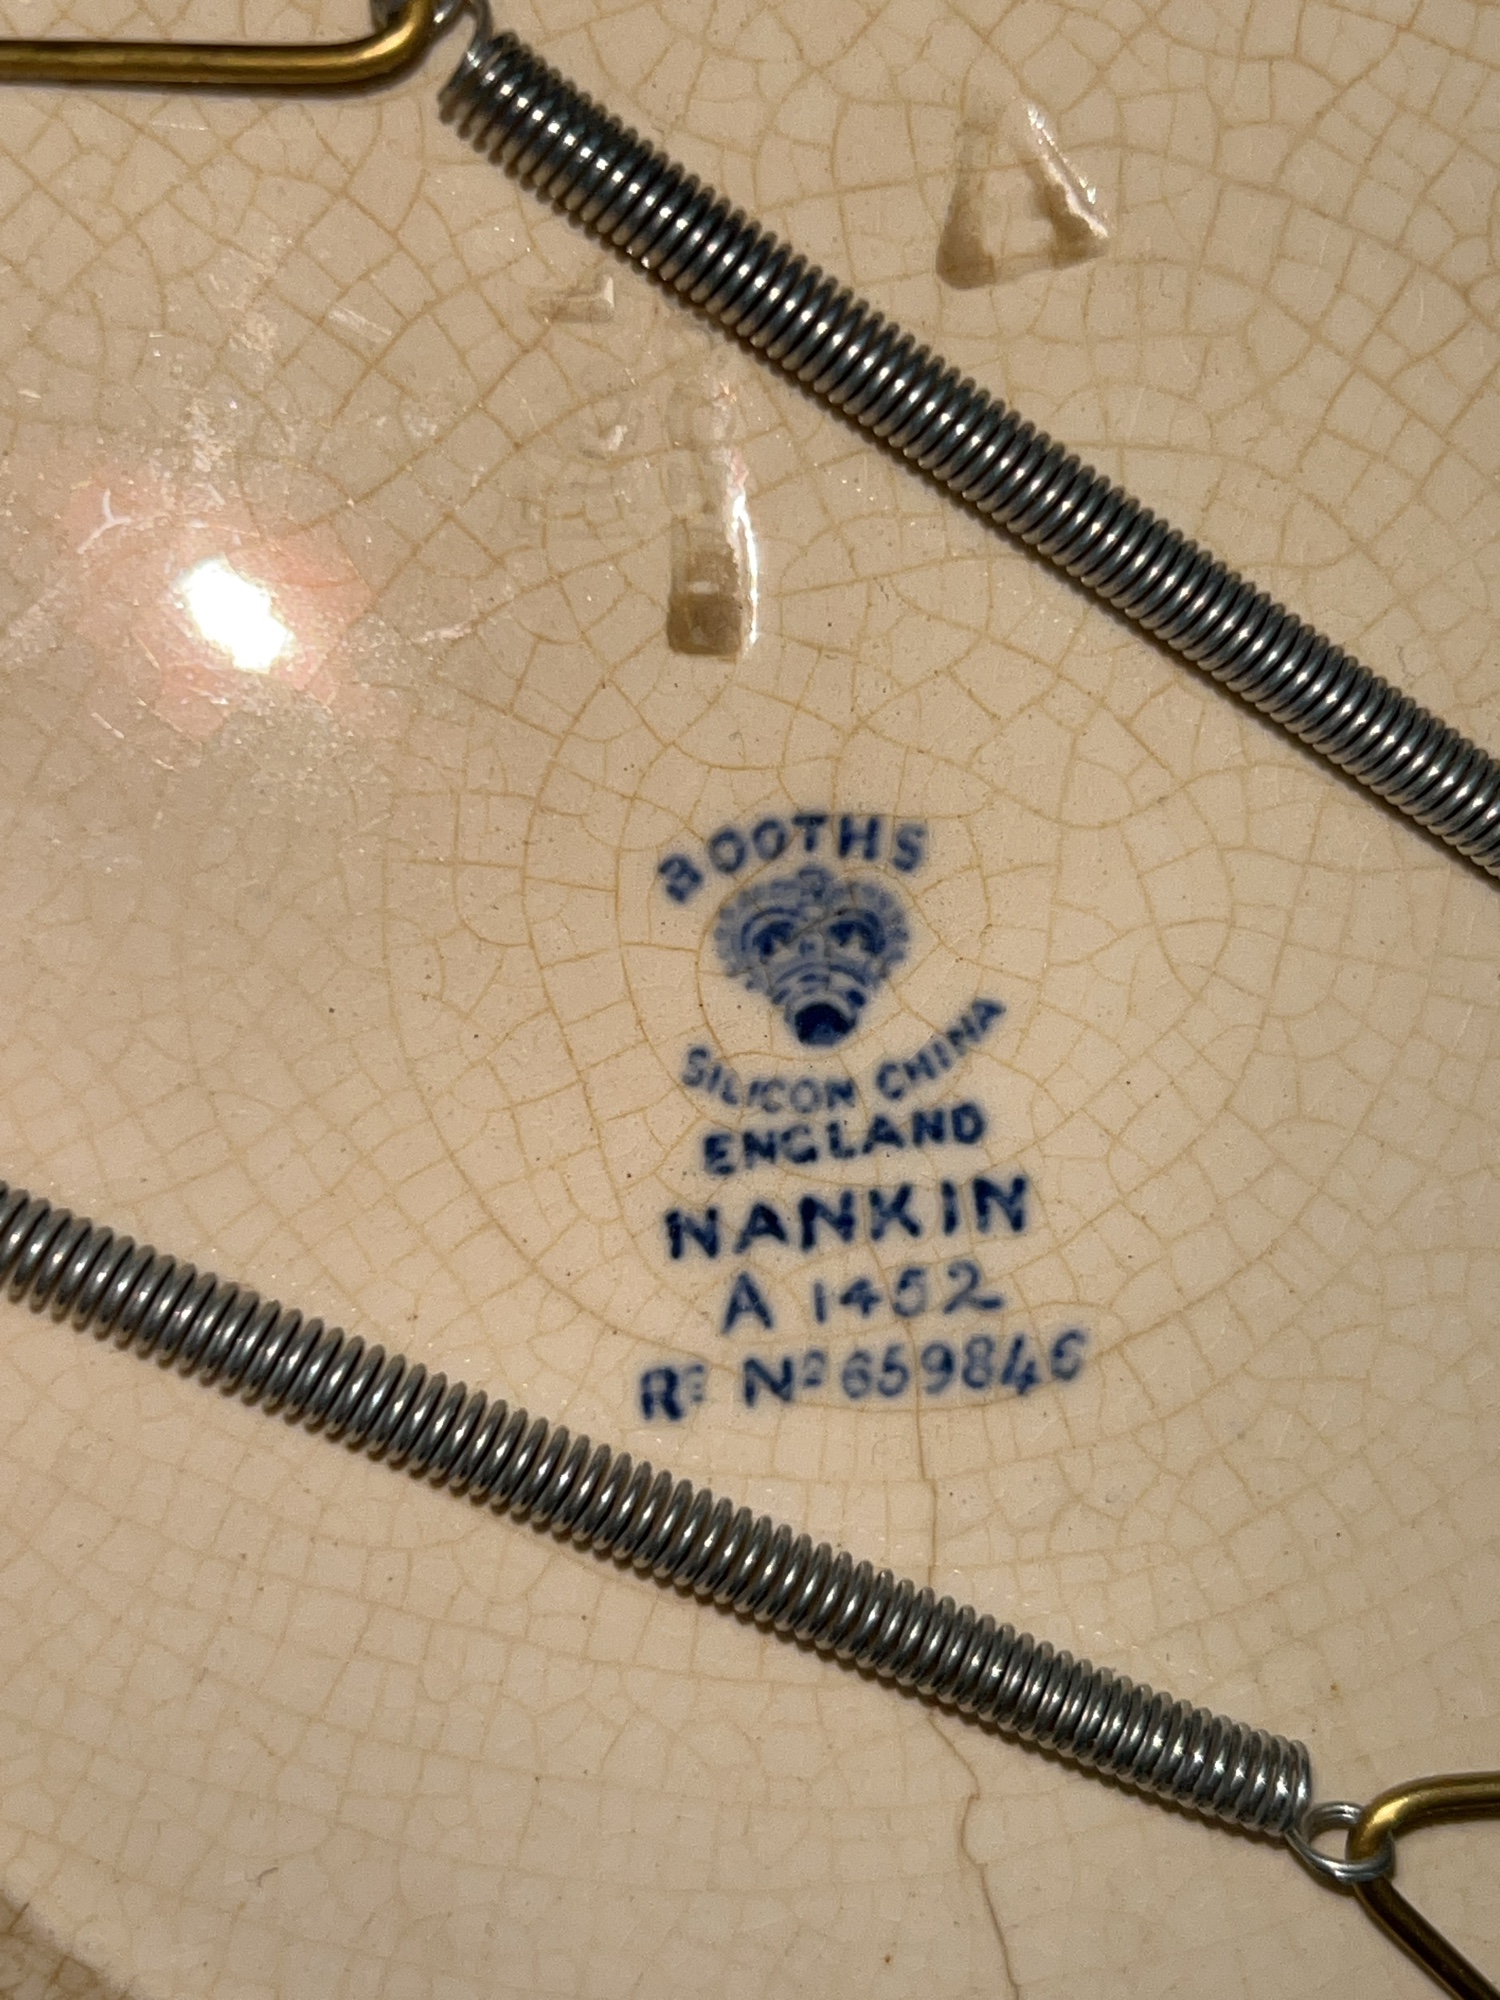 BOOTHS
SILICON CHINA
ENGLAND
NANKIN
A 1452
Rᴰ Nº 659846